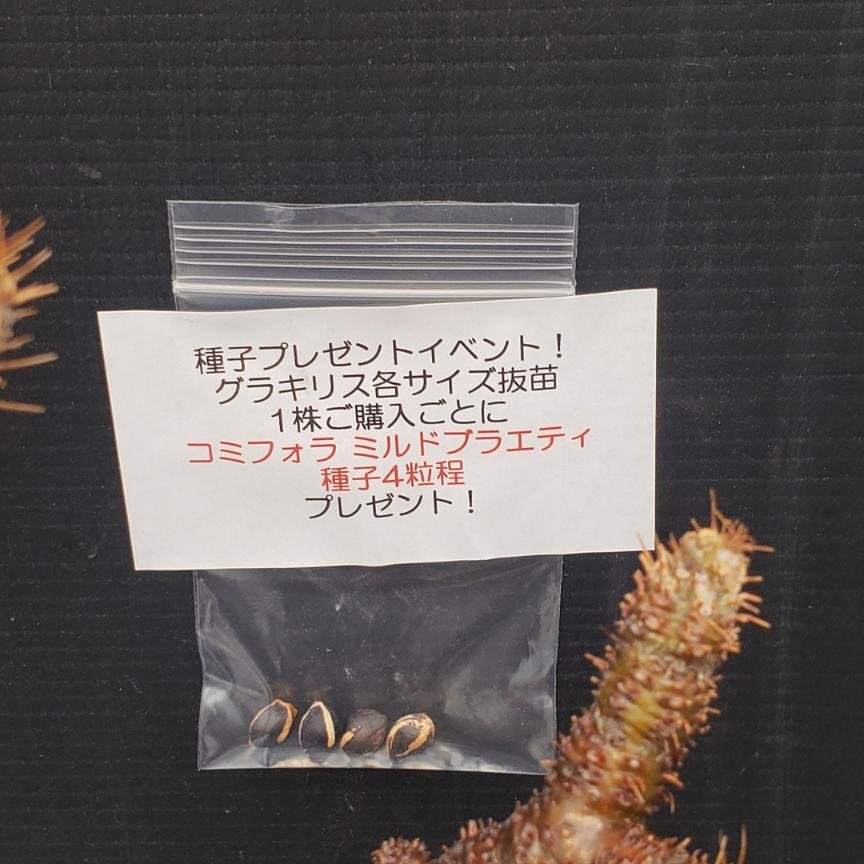 種子プレゼントイベント！
グラキリス各サイズ抜苗
1株ご購入ごとに
コミフォラ ミルドブラエティ
種子4粒程
プレゼント！